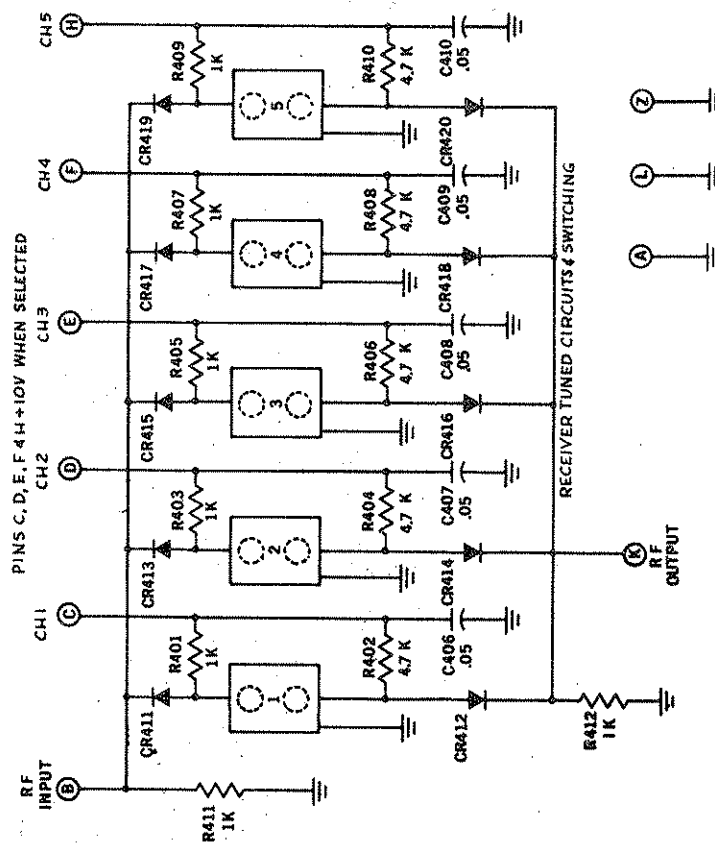 PINS C, D, E, F & H +10V WHEN SELECTED
RF
INPUT
B
CH1
C
CH2
D
CH3
E
CH4
F
CH5
H
CR411
R401
1K
CR413
R403
1K
CR415
R405
1K
CR417
R407
1K
CR419
R409
1K
R411
1K
1
2
3
4
5
R402
4.7 K
R404
4.7 K
R406
4.7 K
R408
4.7 K
R410
4.7 K
CR412
C406
.05
CR414
C407
.05
CR416
C408
.05
CR418
C409
.05
CR420
C410
.05
R412
1K
K
RF
OUTPUT
RECEIVER TUNED CIRCUITS & SWITCHING
A
L
Z